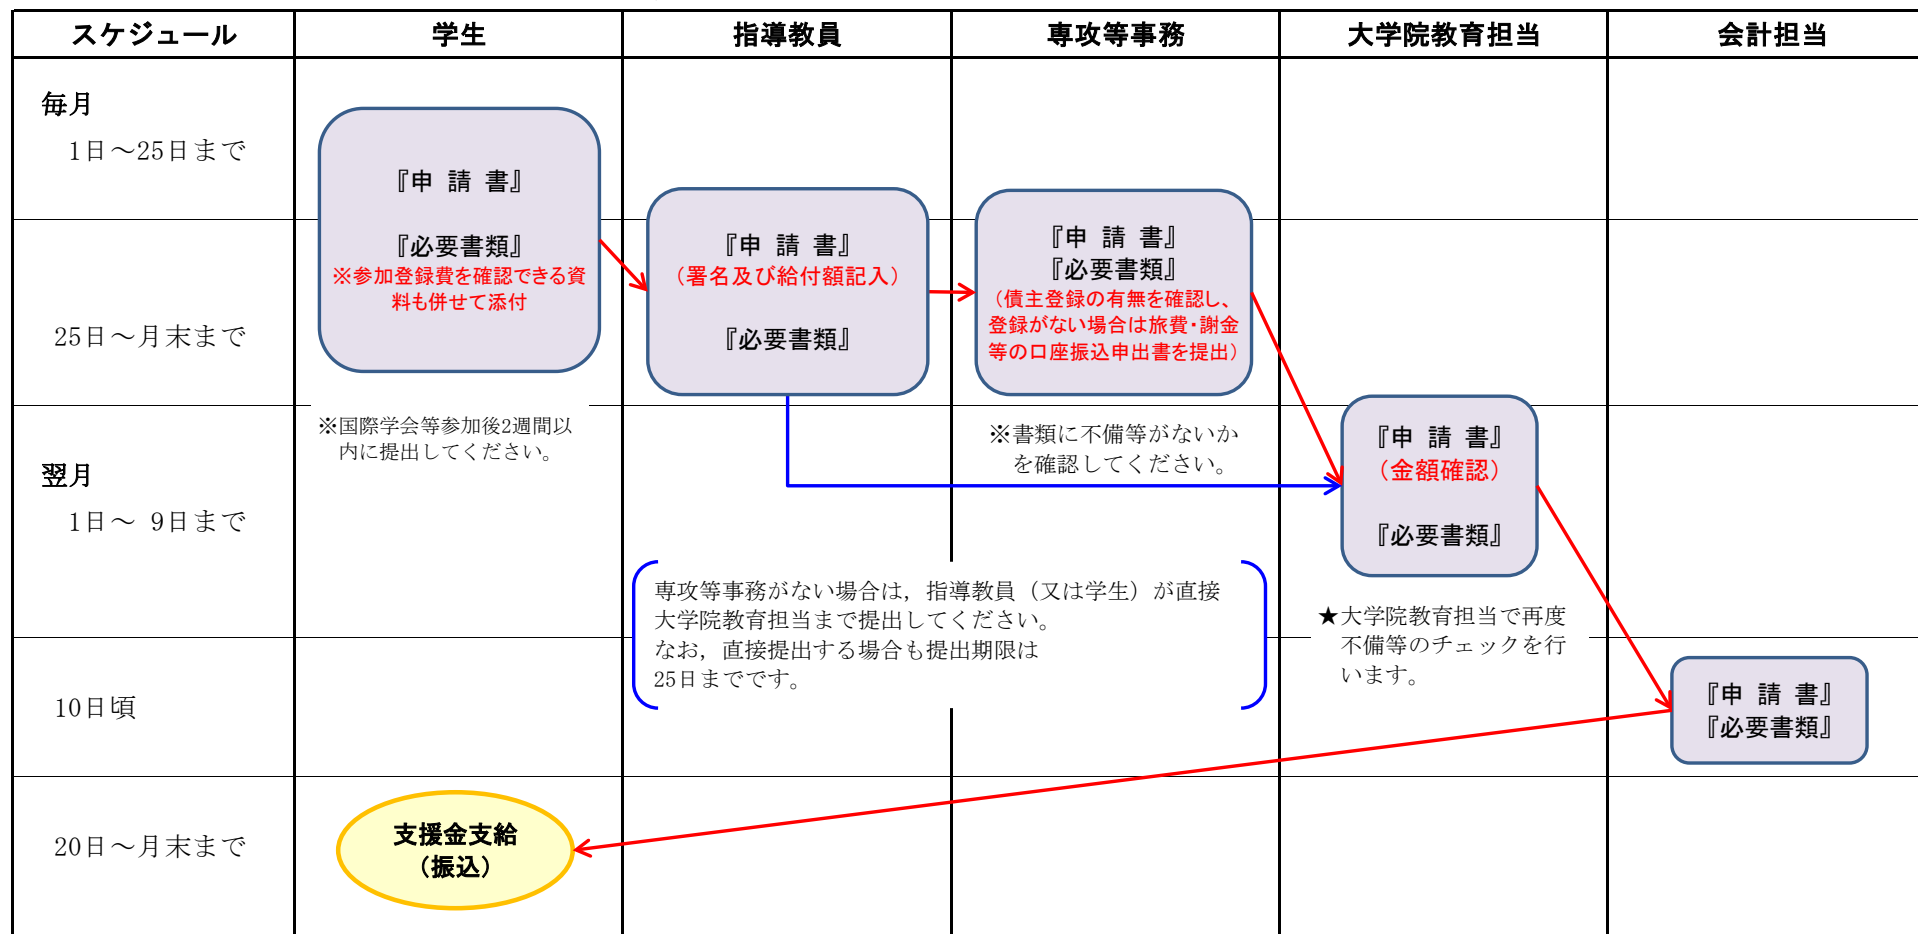 スケジュール
学生
指導教員
専攻等事務
大学院教育担当
会計担当
毎月
1日～25日まで
25日～月末まで
翌月
1日～ 9日まで
10日頃
20日～月末まで
『申 請 書』
『必要書類』
※参加登録費を確認できる資
料も併せて添付
※国際学会等参加後2週間以
内に提出してください。
『申 請 書』
（署名及び給付額記入）
『必要書類』
『申 請 書』
『必要書類』
（債主登録の有無を確認し、
登録がない場合は旅費・謝金
等の口座振込申出書を提出）
※書類に不備等がないか
を確認してください。
専攻等事務がない場合は，指導教員（又は学生）が直接
大学院教育担当まで提出してください。
なお，直接提出する場合も提出期限は
25日までです。
『申 請 書』
（金額確認）
『必要書類』
★大学院教育担当で再度
不備等のチェックを行
います。
『申 請 書』
『必要書類』
支援金支給
（振込）